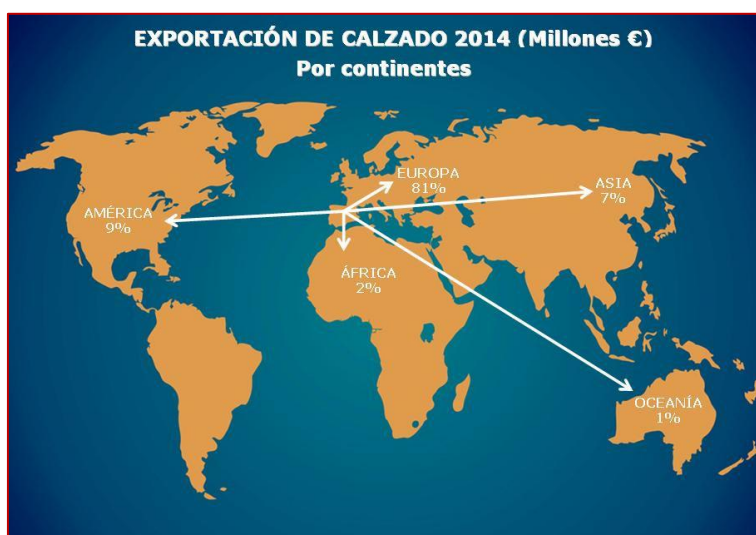 EXPORTACIÓN DE CALZADO 2014 (Millones €)
Por continentes
EUROPA
81%
ASIA
7%
AMÉRICA
9%
ÁFRICA
2%
OCEANÍA
1%